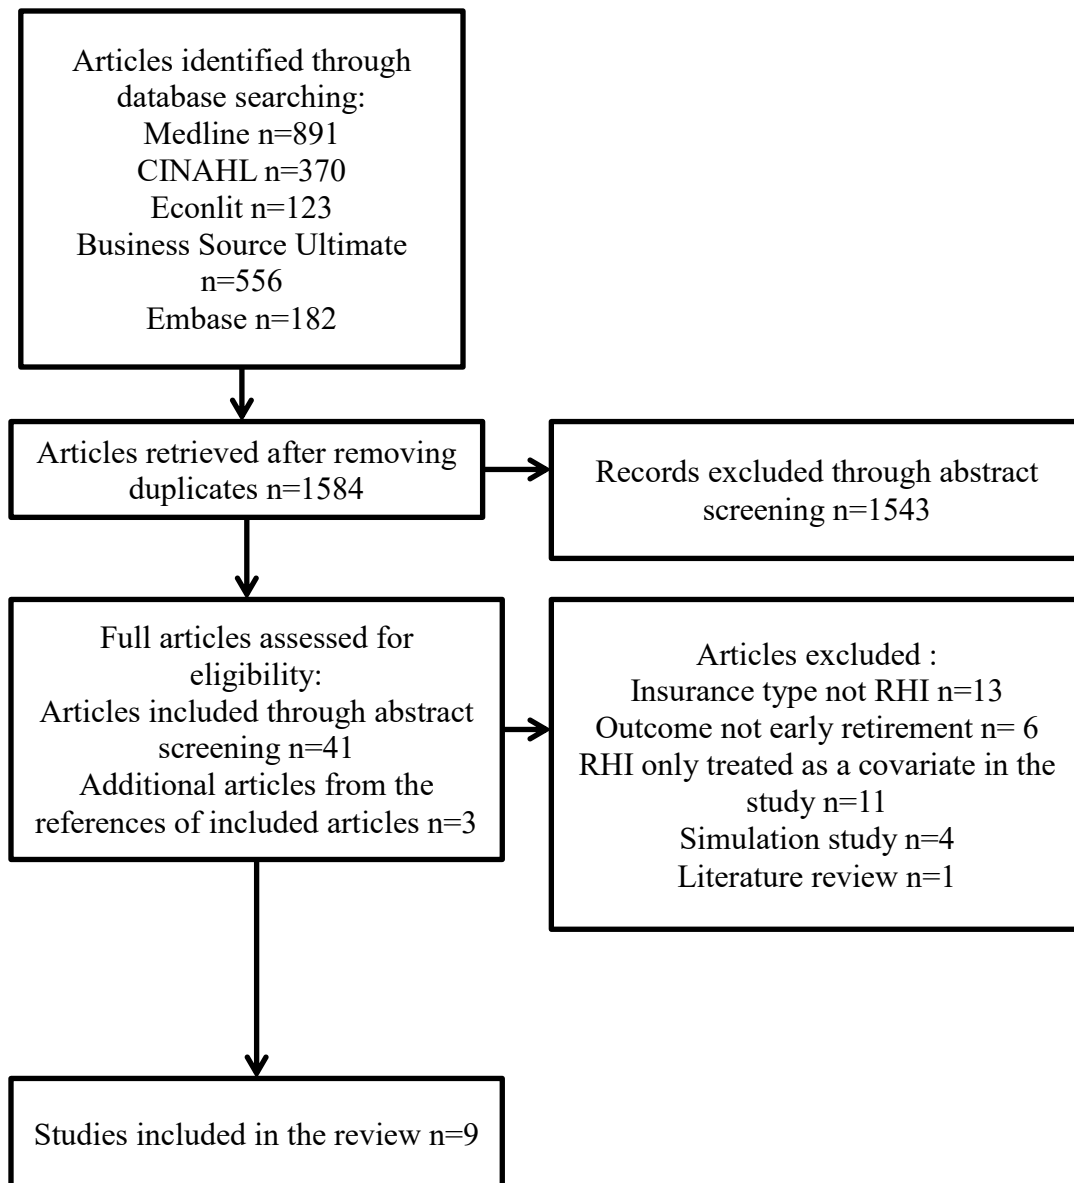 Articles identified through
database searching:
Medline n=891
CINAHL n=370
Econlit n=123
Business Source Ultimate
n=556
Embase n=182
Articles retrieved after removing
duplicates n=1584
Records excluded through abstract
screening n=1543
Full articles assessed for
eligibility:
Articles included through abstract
screening n=41
Additional articles from the
references of included articles n=3
Articles excluded :
Insurance type not RHI n=13
Outcome not early retirement n= 6
RHI only treated as a covariate in the
study n=11
Simulation study n=4
Literature review n=1
Studies included in the review n=9